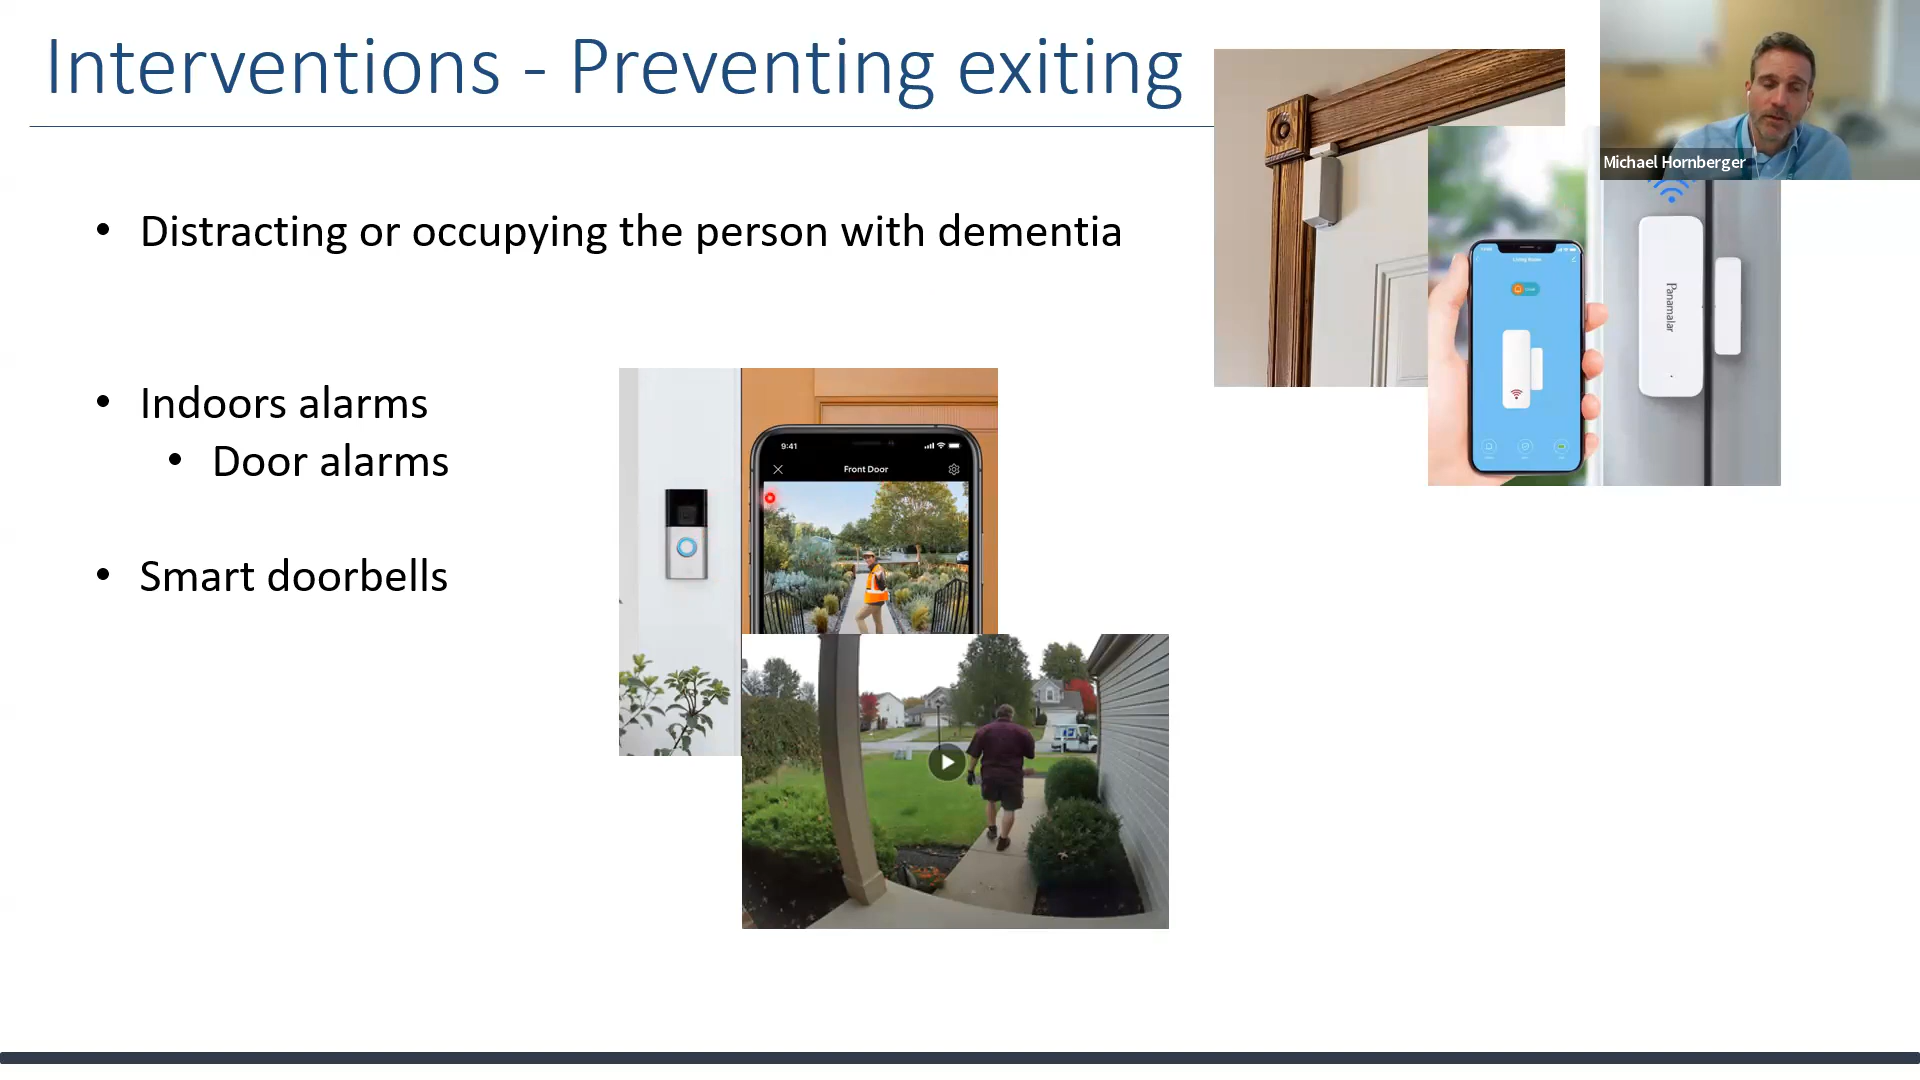 Interventions - Preventing exiting
Michael Hornberger
• Distracting or occupying the person with dementia
• Indoors alarms
• Door alarms
• Smart doorbells
9:41
Front Door
Panamalar